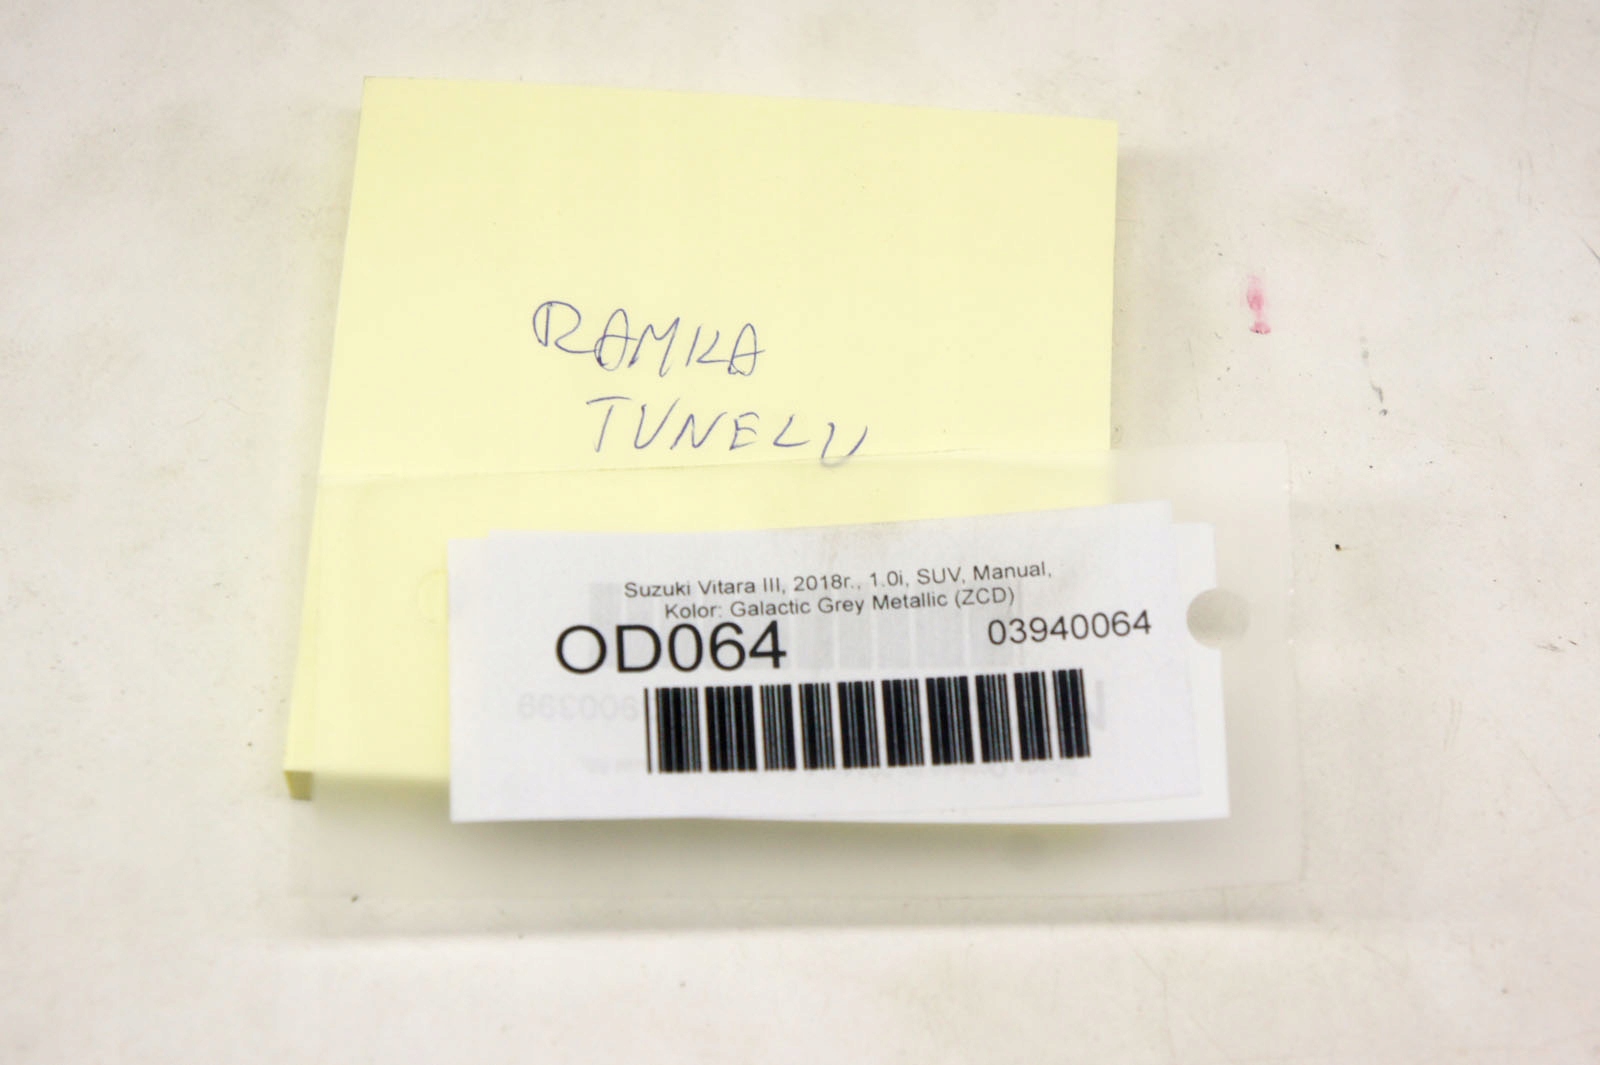 RAMKA
TUNELU
Suzuki Vitara III, 2018r., 1.0i, SUV, Manual,
Kolor: Galactic Grey Metallic (ZCD)
OD064
03940064